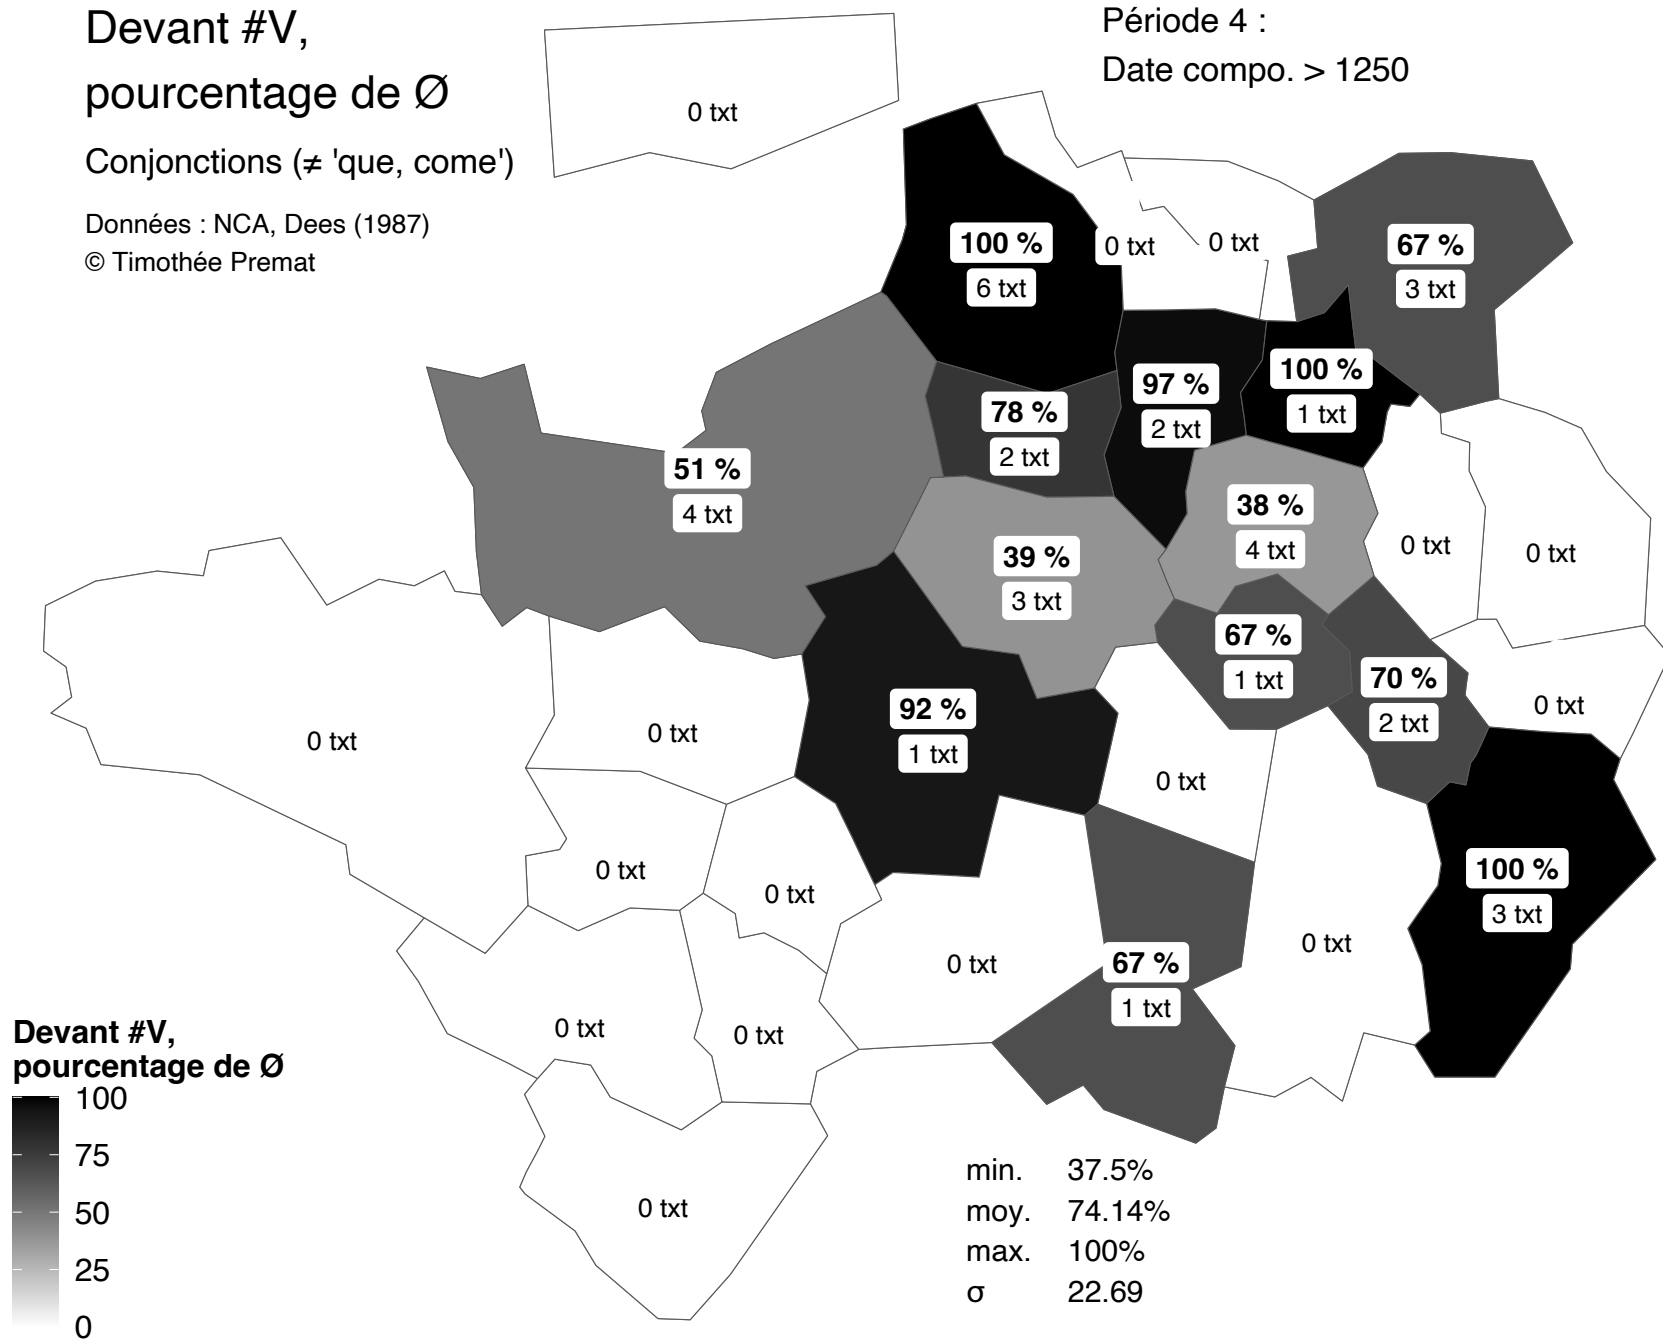 Devant #V,
pourcentage de Ø
Conjonctions (≠ 'que, come')
Données : NCA, Dees (1987)
© Timothée Premat
Période 4 :
Date compo. > 1250
0 txt
100 %
6 txt
0 txt
0 txt
67 %
3 txt
78 %
2 txt
97 %
2 txt
100 %
1 txt
51 %
4 txt
39 %
3 txt
38 %
4 txt
0 txt
0 txt
67 %
1 txt
70 %
2 txt
0 txt
0 txt
0 txt
92 %
1 txt
0 txt
0 txt
0 txt
100 %
3 txt
0 txt
67 %
1 txt
0 txt
0 txt
0 txt
0 txt
Devant #V,
pourcentage de Ø
100
75
50
25
0
min. 37.5%
moy. 74.14%
max. 100%
σ 22.69